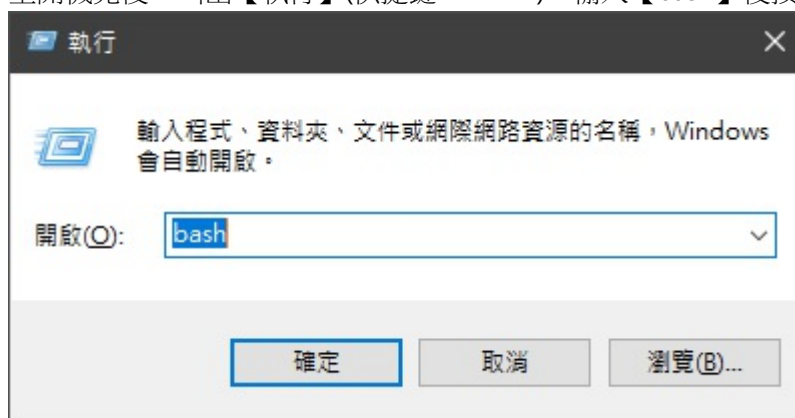 執行
輸入程式、資料夾、文件或網際網路資源的名稱，Windows
會自動開啟。
開啟(O):
bash
確定
取消
瀏覽(B)...